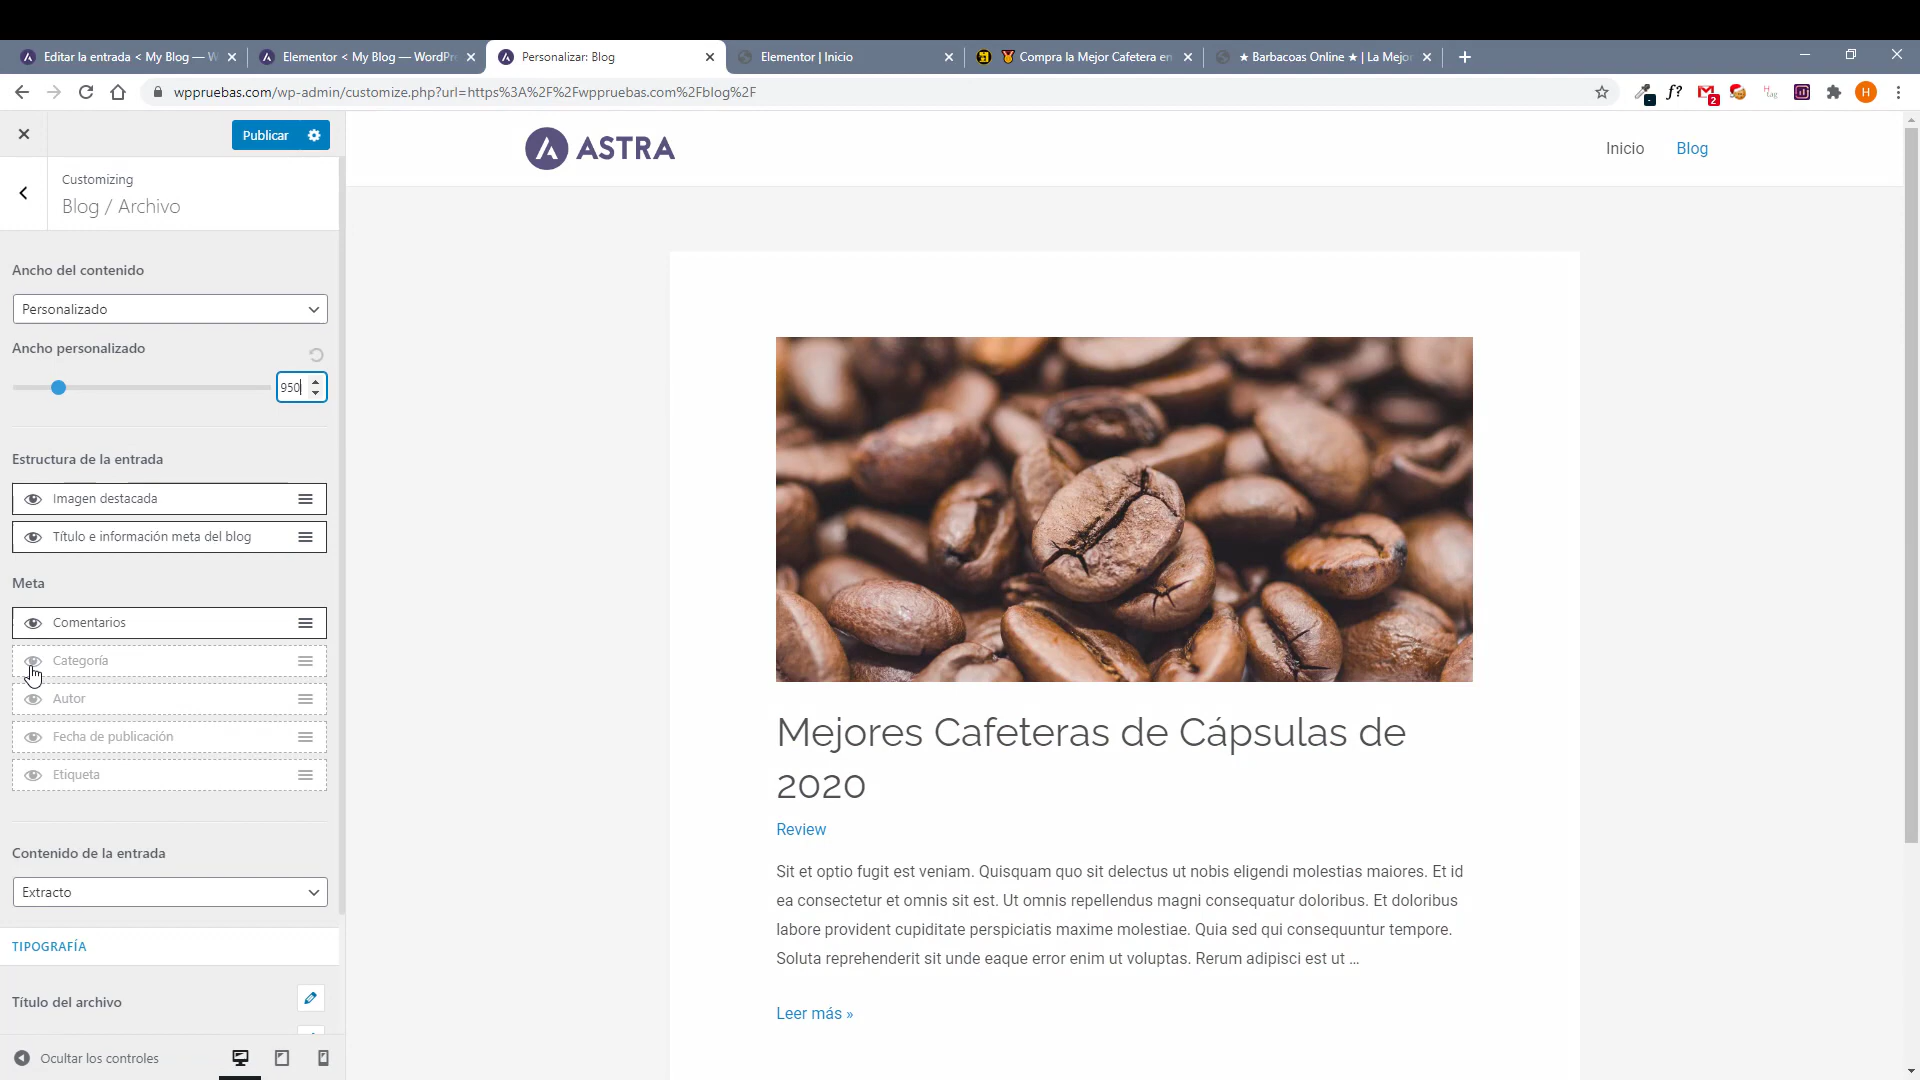 Editar la entrada < My Blog — W
Elementor < My Blog — WordPre
Personalizar: Blog
Elementor | Inicio
Compra la Mejor Cafetera en
★ Barbacoas Online ★ | La Mejo
wppruebas.com/wp-admin/customize.php?url=https%3A%2F%2Fwppruebas.com%2Fblog%2F
f?
2
H
Publicar
Customizing
Blog / Archivo
Ancho del contenido
Personalizado
Ancho personalizado
950
Estructura de la entrada
Imagen destacada
Título e información meta del blog
Meta
Comentarios
Categoría
Autor
Fecha de publicación
Etiqueta
Contenido de la entrada
Extracto
TIPOGRAFÍA
Título del archivo
Ocultar los controles
ASTRA
Inicio
Blog
Mejores Cafeteras de Cápsulas de
2020
Review
Sit et optio fugit est veniam. Quisquam quo sit delectus ut nobis eligendi molestias maiores. Et id
ea consectetur et omnis sit est. Ut omnis repellendus magni consequatur doloribus. Et doloribus
labore provident cupiditate perspiciatis maxime molestiae. Quia sed qui consequuntur tempore.
Soluta reprehenderit sit unde eaque error enim ut voluptas. Rerum adipisci est ut ...
Leer más »